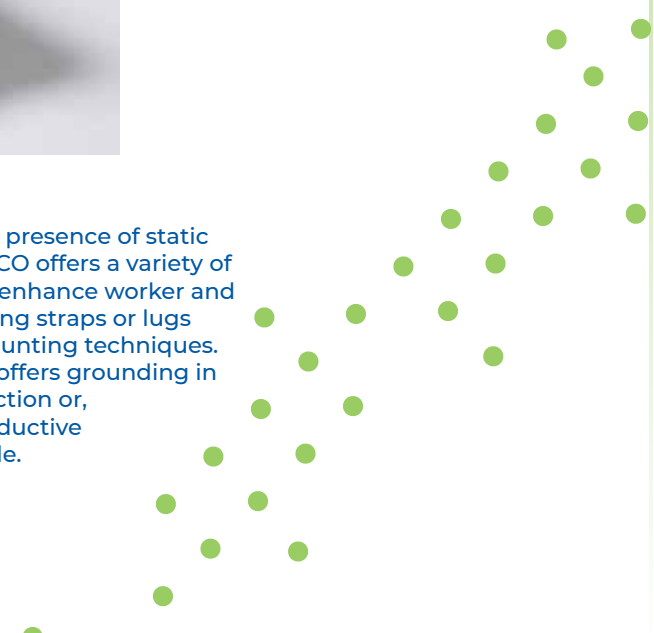 presence of static
CO offers a variety of
enhance worker and
ng straps or lugs
unting techniques.
offers grounding in
ction or,
ductive
le.